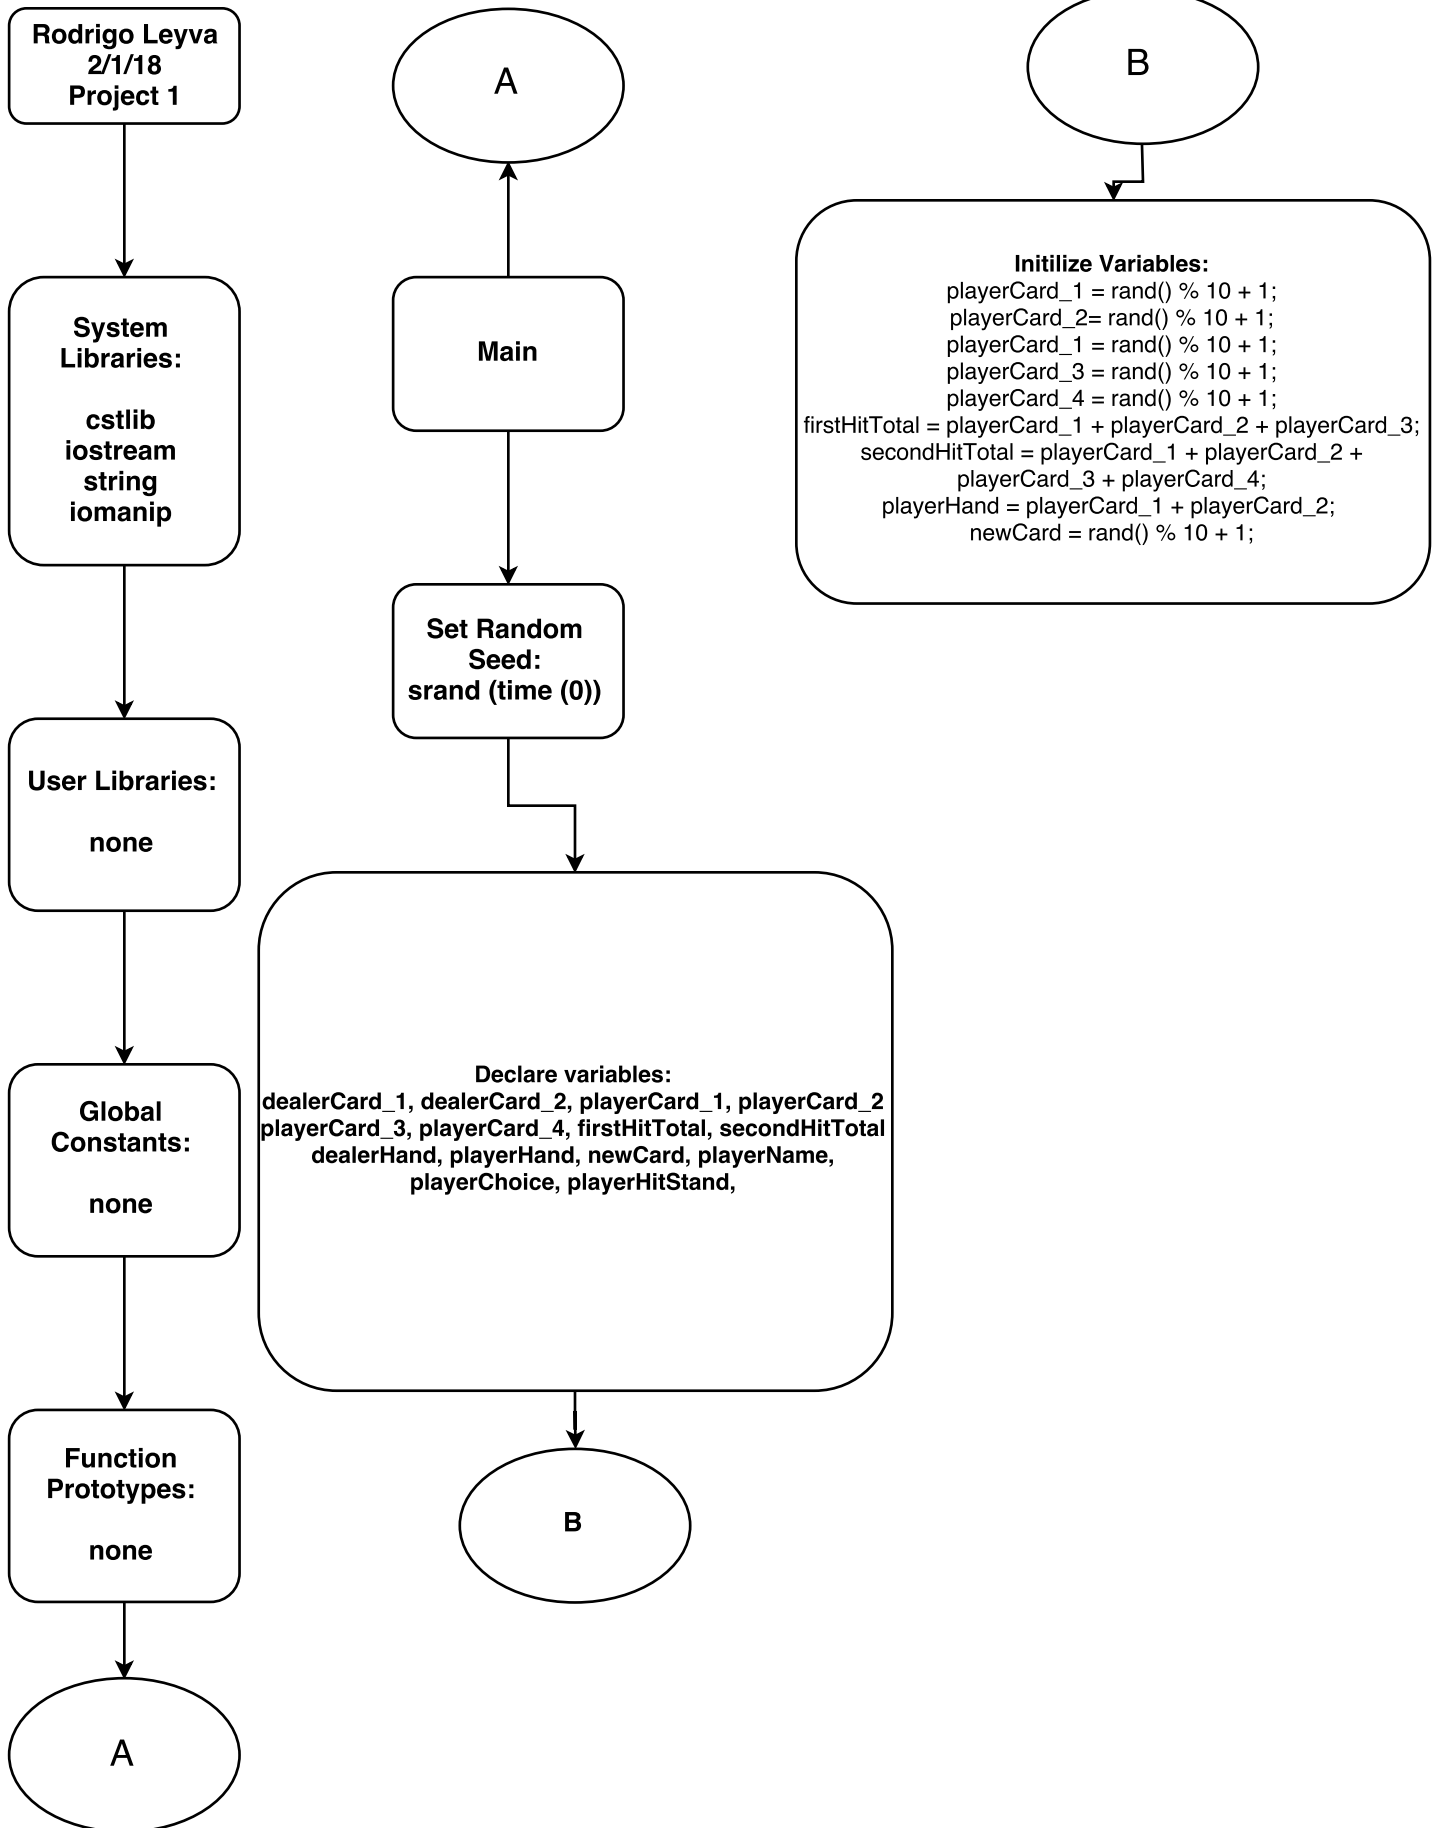 Rodrigo Leyva
2/1/18
Project 1
System
Libraries:
cstlib
iostream
string
iomanip
User Libraries:
none
Global
Constants:
none
Function
Prototypes:
none
A
A
Main
Set Random
Seed:
srand (time (0))
Declare variables:
dealerCard_1, dealerCard_2, playerCard_1, playerCard_2
playerCard_3, playerCard_4, firstHitTotal, secondHitTotal
dealerHand, playerHand, newCard, playerName,
playerChoice, playerHitStand,
B
B
Initilize Variables:
playerCard_1 = rand() % 10 + 1;
playerCard_2= rand() % 10 + 1;
playerCard_1 = rand() % 10 + 1;
playerCard_3 = rand() % 10 + 1;
playerCard_4 = rand() % 10 + 1;
firstHitTotal = playerCard_1 + playerCard_2 + playerCard_3;
secondHitTotal = playerCard_1 + playerCard_2 +
playerCard_3 + playerCard_4;
playerHand = playerCard_1 + playerCard_2;
newCard = rand() % 10 + 1;